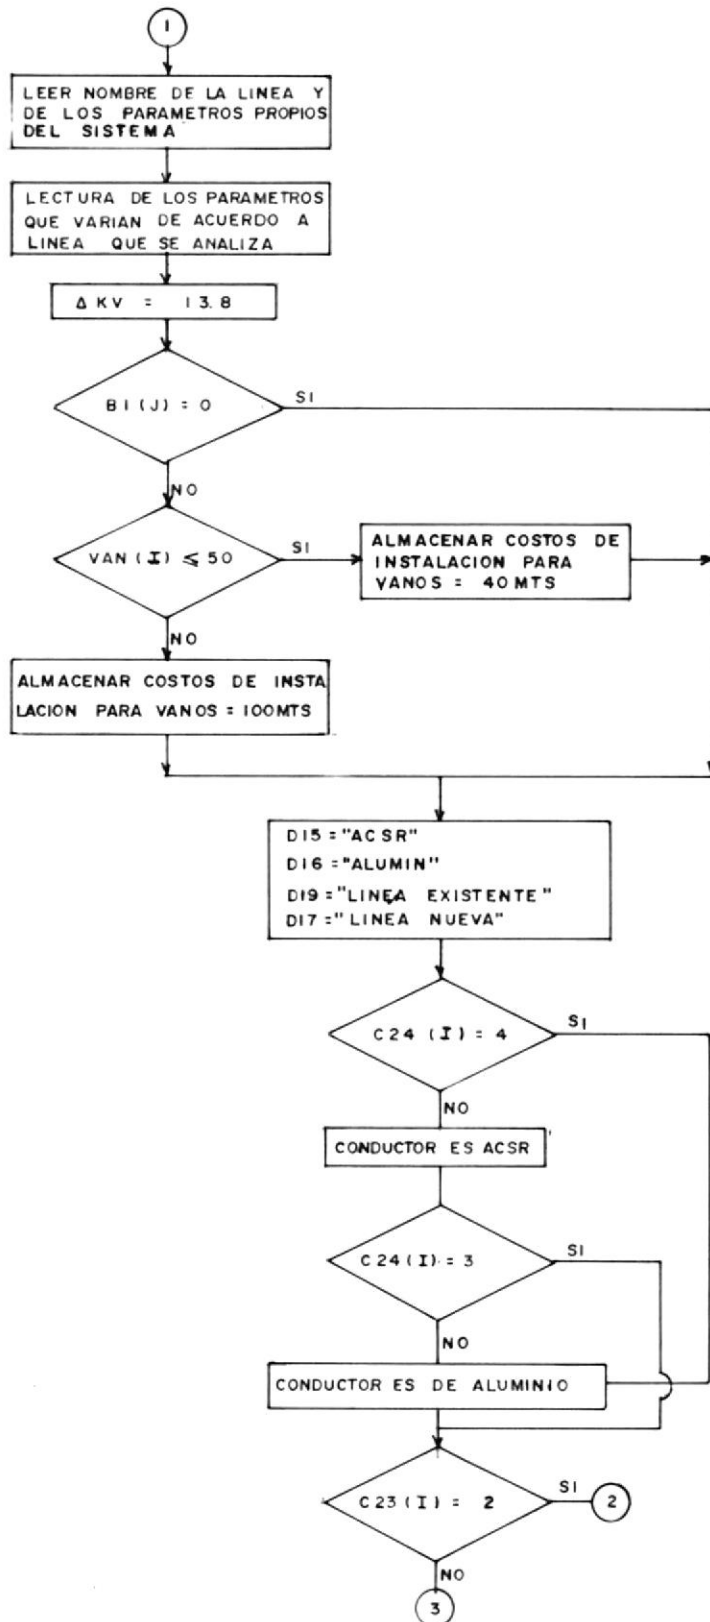 1
LEER NOMBRE DE LA LINEA Y
DE LOS PARAMETROS PROPIOS
DEL SISTEMA
LECTURA DE LOS PARAMETROS
QUE VARIAN DE ACUERDO A
LINEA QUE SE ANALIZA
Δ KV = 13.8
B1(J) = 0
SI
NO
VAN(I) ≤ 50
SI
ALMACENAR COSTOS DE
INSTALACION PARA
VANOS = 40 MTS
NO
ALMACENAR COSTOS DE INSTA
LACION PARA VANOS = 100MTS
D15="ACSR"
D16="ALUMIN"
D19="LINEA EXISTENTE"
D17="LINEA NUEVA"
C24 (I) = 4
SI
NO
CONDUCTOR ES ACSR
C24(I) = 3
SI
NO
CONDUCTOR ES DE ALUMINIO
C23(I) = 2
SI
2
NO
3